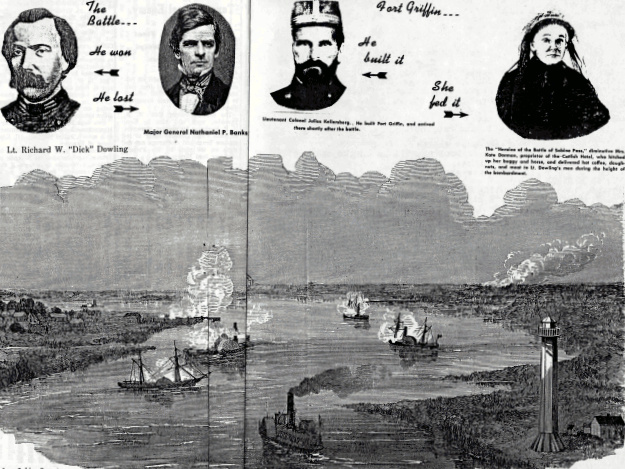 The
Battle...
He won
He lost
Fort Griffin...
He
built it
She
fed it
Lt. Richard W. "Dick" Dowling
Major General Nathaniel P. Banks
Lieutenant Colonel Julius Kellersberg... He built Fort Griffin, and arrived
there shortly after the battle.
The "Heroine of the Battle of Sabine Pass," diminutive Mrs.
Kate Dorman, proprietor of the Catfish Hotel, who hitched
up her buggy and horse, and delivered hot coffee, dough-
nuts, and meat to Lt. Dowling's men during the height of
the bombardment.